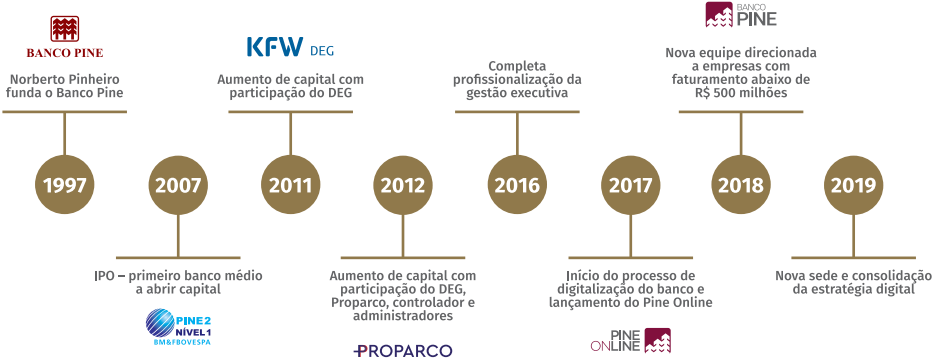 BANCO PINE
Norberto Pinheiro
funda o Banco Pine
1997
2007
IPO – primeiro banco médio
a abrir capital
PINE 2
NÍVEL 1
BM&FBOVESPA
KFW DEG
Aumento de capital com
participação do DEG
2011
2012
Aumento de capital com
participação do DEG,
Proparco, controlador e
administradores
PROPARCO
Completa
profissionalização da
gestão executiva
2016
2017
Início do processo de
digitalização do banco e
lançamento do Pine Online
PINE
ONLINE
BANCO
PINE
Nova equipe direcionada
a empresas com
faturamento abaixo de
R$ 500 milhões
2018
2019
Nova sede e consolidação
da estratégia digital